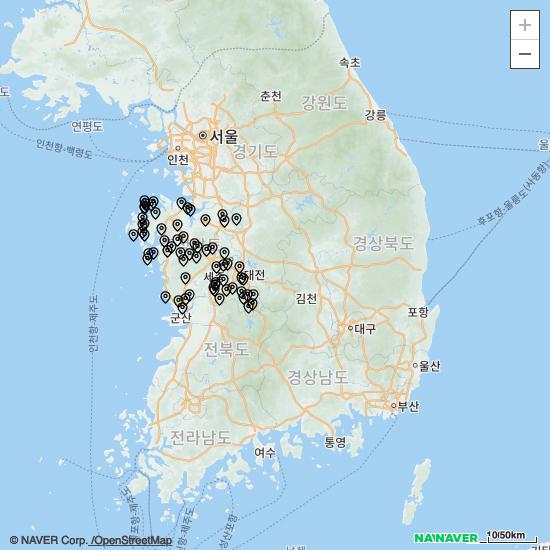 +
−
속초
도
춘천
강원도
연평도
강릉
서울
울
인천항-백령도
인천
경기도
후포항-울릉도(사동항)
경상북도
세종
대전
김천
인천항-제주도
군산
포항
대구
전북도
울산
경상남도
부산
전라남도
여수
통영
© NAVER Corp. /OpenStreetMap
NAVER
10/50km